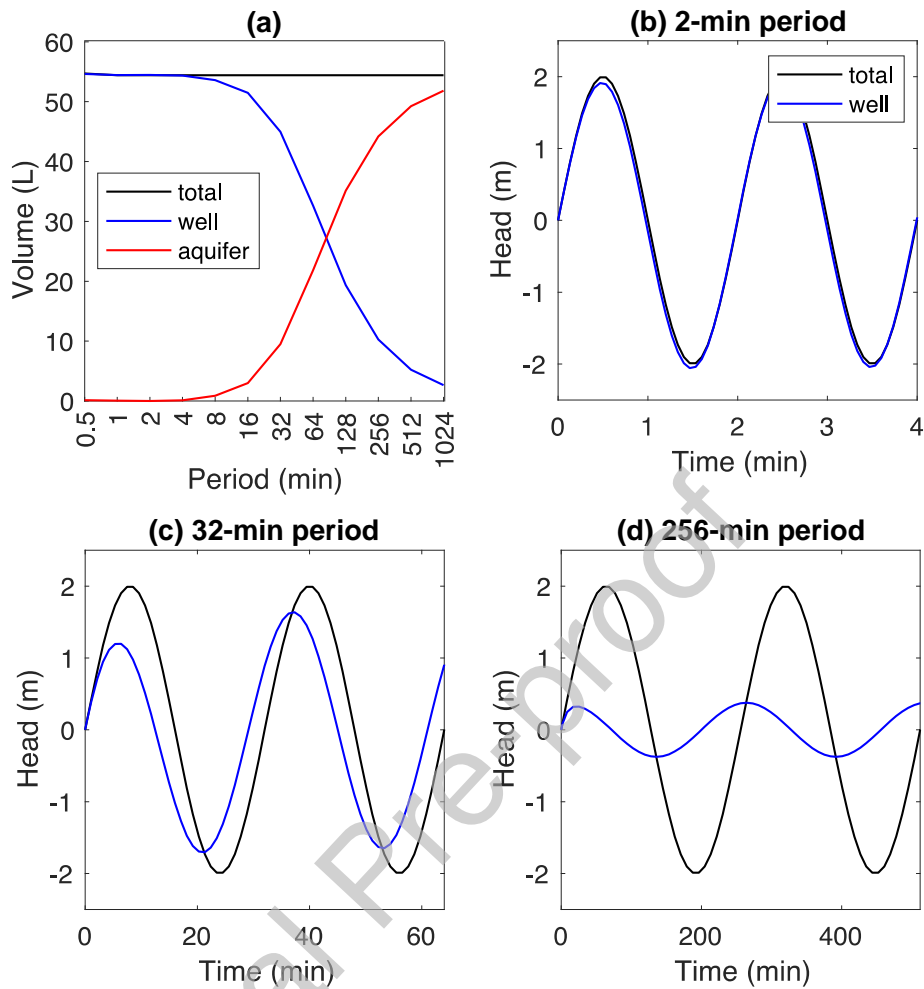 (a)
Volume (L)
60
50
40
30
20
10
0
total
well
aquifer
0.5
1
2
4
8
16
32
64
128
256
512
1024
Period (min)
(b) 2-min period
Head (m)
2
1
0
-1
-2
total
well
0 1 2 3 4
Time (min)
(c) 32-min period
Head (m)
2
1
0
-1
-2
0 20 40 60
Time (min)
(d) 256-min period
Head (m)
2
1
0
-1
-2
0 200 400
Time (min)
al Pre-proof